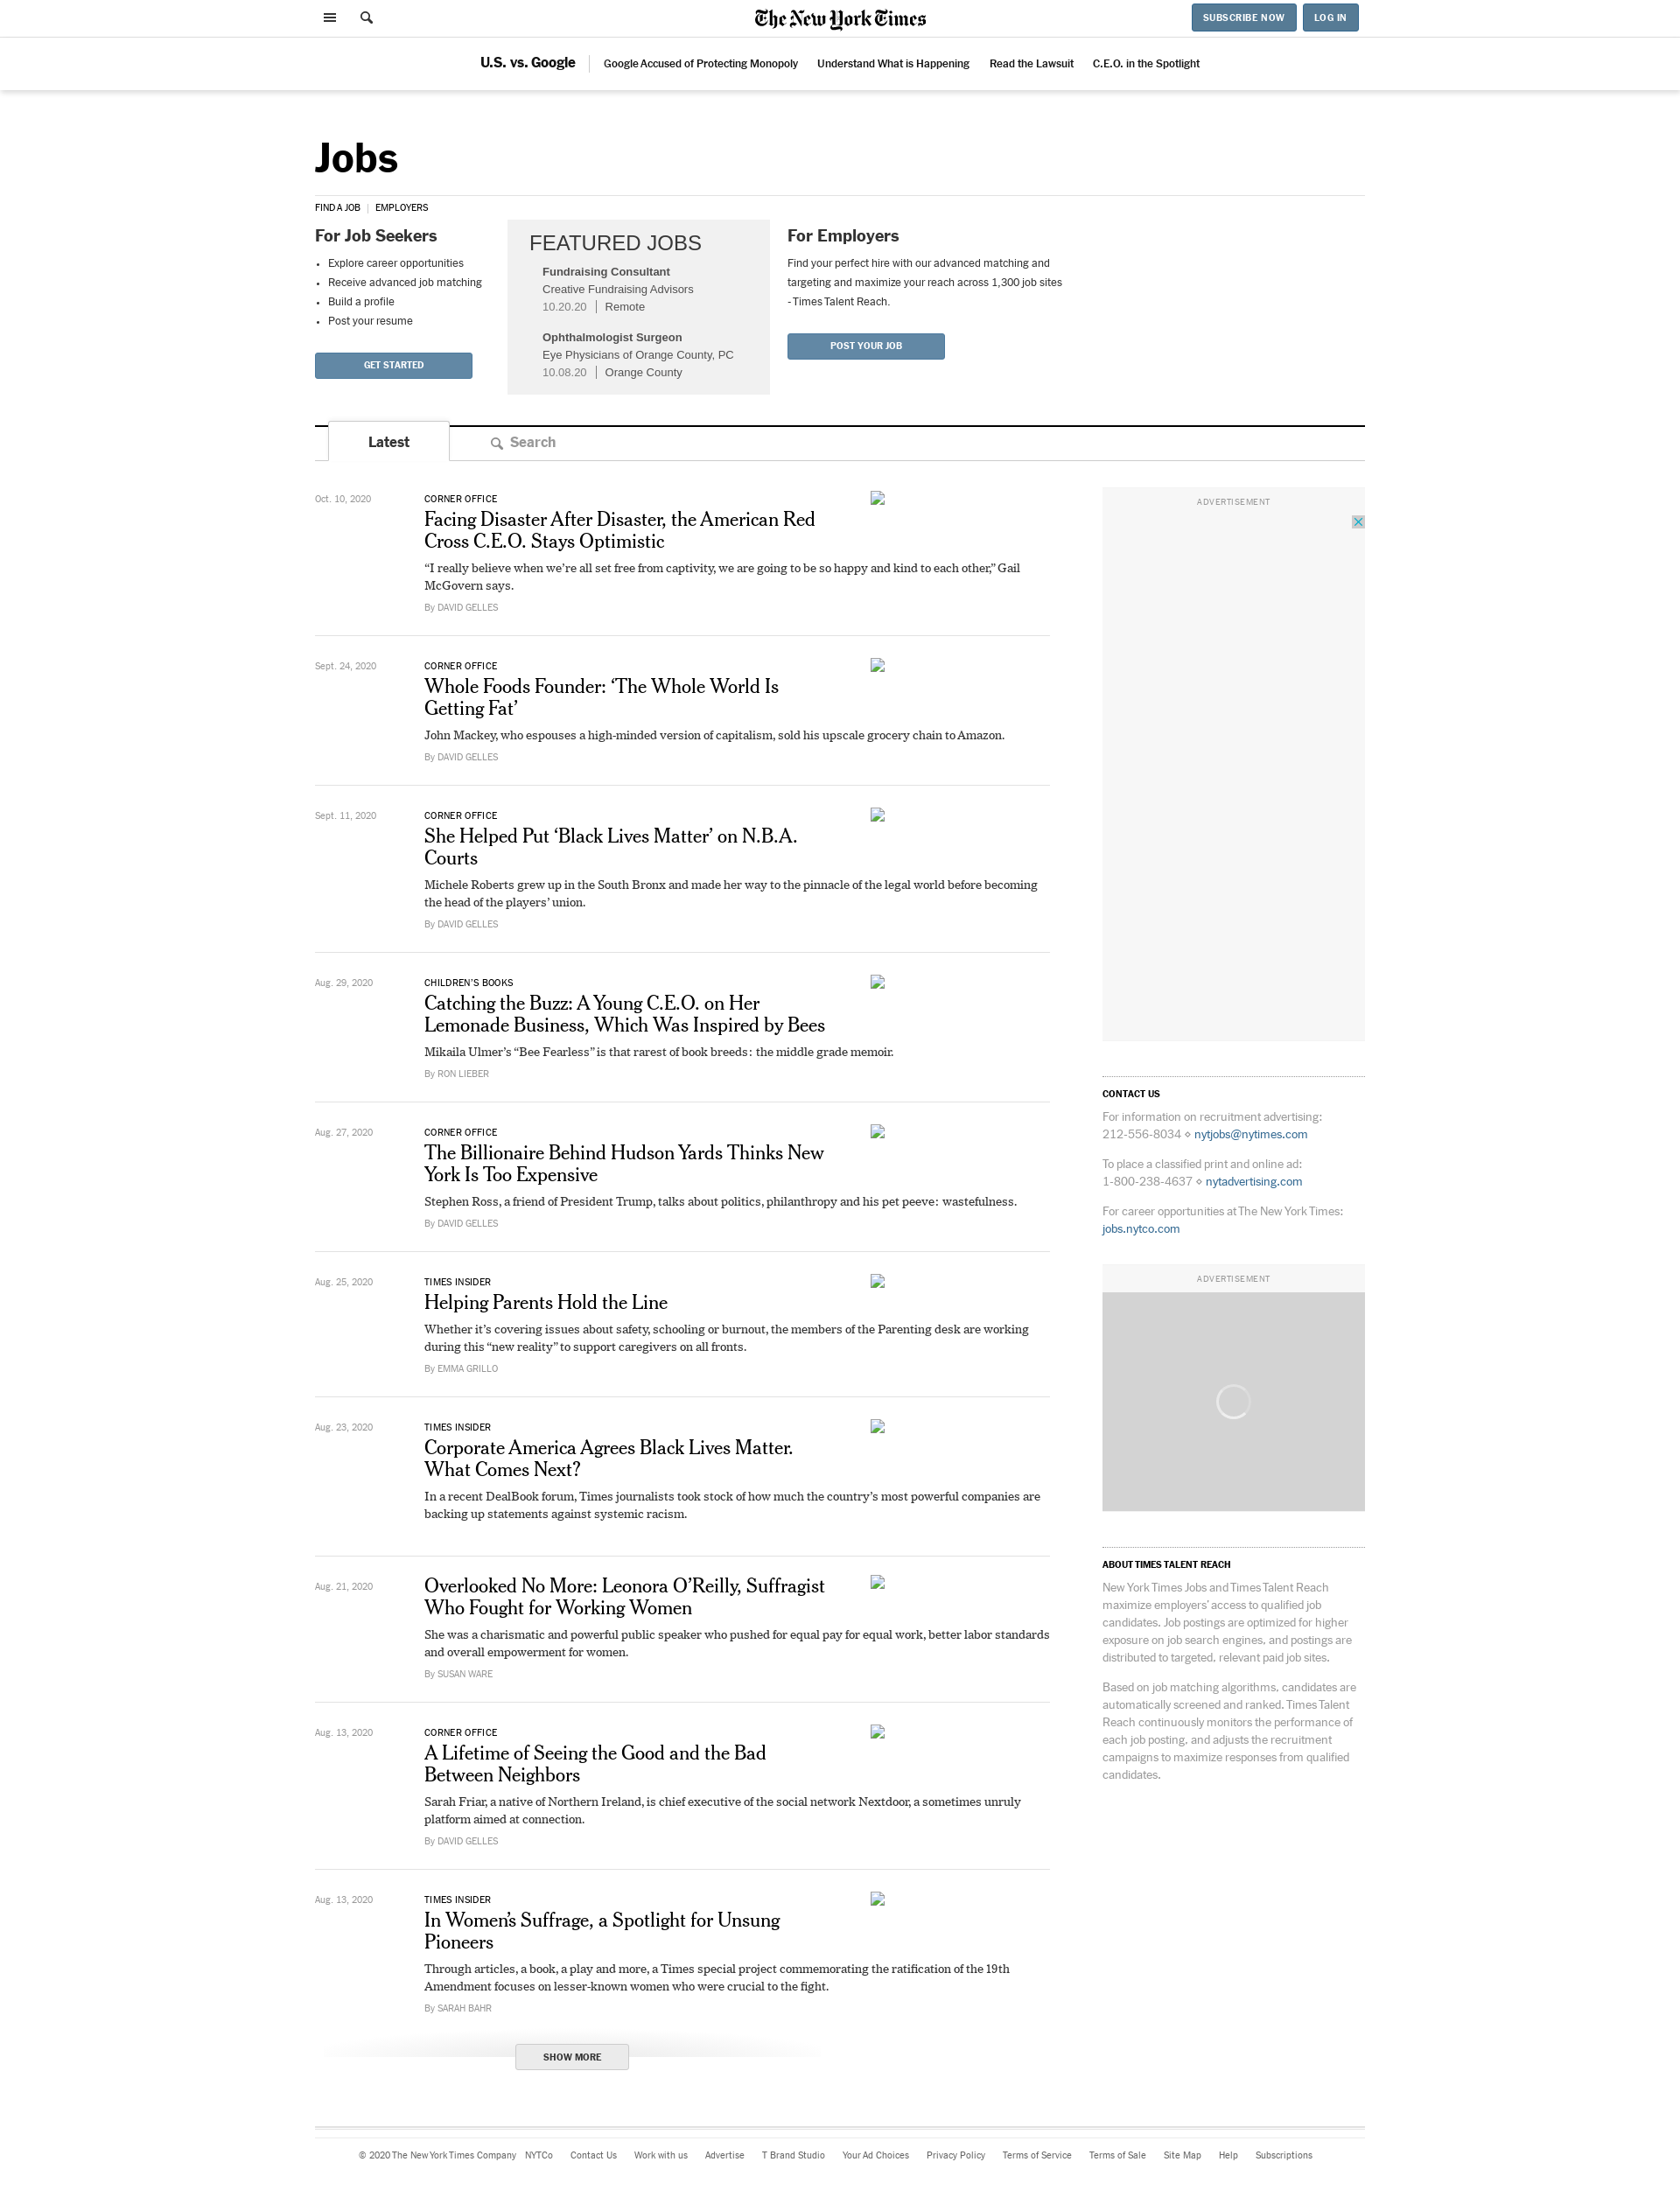 The New York Times
SUBSCRIBE NOW
LOG IN
U.S. vs. Google
Google Accused of Protecting Monopoly
Understand What is Happening
Read the Lawsuit
C.E.O. in the Spotlight
Jobs
FIND A JOB | EMPLOYERS
For Job Seekers
• Explore career opportunities
• Receive advanced job matching
• Build a profile
• Post your resume
GET STARTED
FEATURED JOBS
Fundraising Consultant
Creative Fundraising Advisors
10.20.20 | Remote
Ophthalmologist Surgeon
Eye Physicians of Orange County, PC
10.08.20 | Orange County
For Employers
Find your perfect hire with our advanced matching and
targeting and maximize your reach across 1,300 job sites
- Times Talent Reach.
POST YOUR JOB
Latest
Search
Oct. 10, 2020
CORNER OFFICE
Facing Disaster After Disaster, the American Red
Cross C.E.O. Stays Optimistic
“I really believe when we’re all set free from captivity, we are going to be so happy and kind to each other,” Gail
McGovern says.
By DAVID GELLES
Sept. 24, 2020
CORNER OFFICE
Whole Foods Founder: ‘The Whole World Is
Getting Fat’
John Mackey, who espouses a high-minded version of capitalism, sold his upscale grocery chain to Amazon.
By DAVID GELLES
Sept. 11, 2020
CORNER OFFICE
She Helped Put ‘Black Lives Matter’ on N.B.A.
Courts
Michele Roberts grew up in the South Bronx and made her way to the pinnacle of the legal world before becoming
the head of the players’ union.
By DAVID GELLES
Aug. 29, 2020
CHILDREN’S BOOKS
Catching the Buzz: A Young C.E.O. on Her
Lemonade Business, Which Was Inspired by Bees
Mikaila Ulmer’s “Bee Fearless” is that rarest of book breeds: the middle grade memoir.
By RON LIEBER
Aug. 27, 2020
CORNER OFFICE
The Billionaire Behind Hudson Yards Thinks New
York Is Too Expensive
Stephen Ross, a friend of President Trump, talks about politics, philanthropy and his pet peeve: wastefulness.
By DAVID GELLES
Aug. 25, 2020
TIMES INSIDER
Helping Parents Hold the Line
Whether it’s covering issues about safety, schooling or burnout, the members of the Parenting desk are working
during this “new reality” to support caregivers on all fronts.
By EMMA GRILLO
Aug. 23, 2020
TIMES INSIDER
Corporate America Agrees Black Lives Matter.
What Comes Next?
In a recent DealBook forum, Times journalists took stock of how much the country’s most powerful companies are
backing up statements against systemic racism.
Aug. 21, 2020
Overlooked No More: Leonora O’Reilly, Suffragist
Who Fought for Working Women
She was a charismatic and powerful public speaker who pushed for equal pay for equal work, better labor standards
and overall empowerment for women.
By SUSAN WARE
Aug. 13, 2020
CORNER OFFICE
A Lifetime of Seeing the Good and the Bad
Between Neighbors
Sarah Friar, a native of Northern Ireland, is chief executive of the social network Nextdoor, a sometimes unruly
platform aimed at connection.
By DAVID GELLES
Aug. 13, 2020
TIMES INSIDER
In Women’s Suffrage, a Spotlight for Unsung
Pioneers
Through articles, a book, a play and more, a Times special project commemorating the ratification of the 19th
Amendment focuses on lesser-known women who were crucial to the fight.
By SARAH BAHR
SHOW MORE
ADVERTISEMENT
CONTACT US
For information on recruitment advertising:
212-556-8034 ⋄ nytjobs@nytimes.com
To place a classified print and online ad:
1-800-238-4637 ⋄ nytadvertising.com
For career opportunities at The New York Times:
jobs.nytco.com
ADVERTISEMENT
ABOUT TIMES TALENT REACH
New York Times Jobs and Times Talent Reach
maximize employers’ access to qualified job
candidates. Job postings are optimized for higher
exposure on job search engines, and postings are
distributed to targeted, relevant paid job sites.
Based on job matching algorithms, candidates are
automatically screened and ranked. Times Talent
Reach continuously monitors the performance of
each job posting, and adjusts the recruitment
campaigns to maximize responses from qualified
candidates.
© 2020 The New York Times Company NYTCo Contact Us Work with us Advertise T Brand Studio Your Ad Choices Privacy Policy Terms of Service Terms of Sale Site Map Help Subscriptions